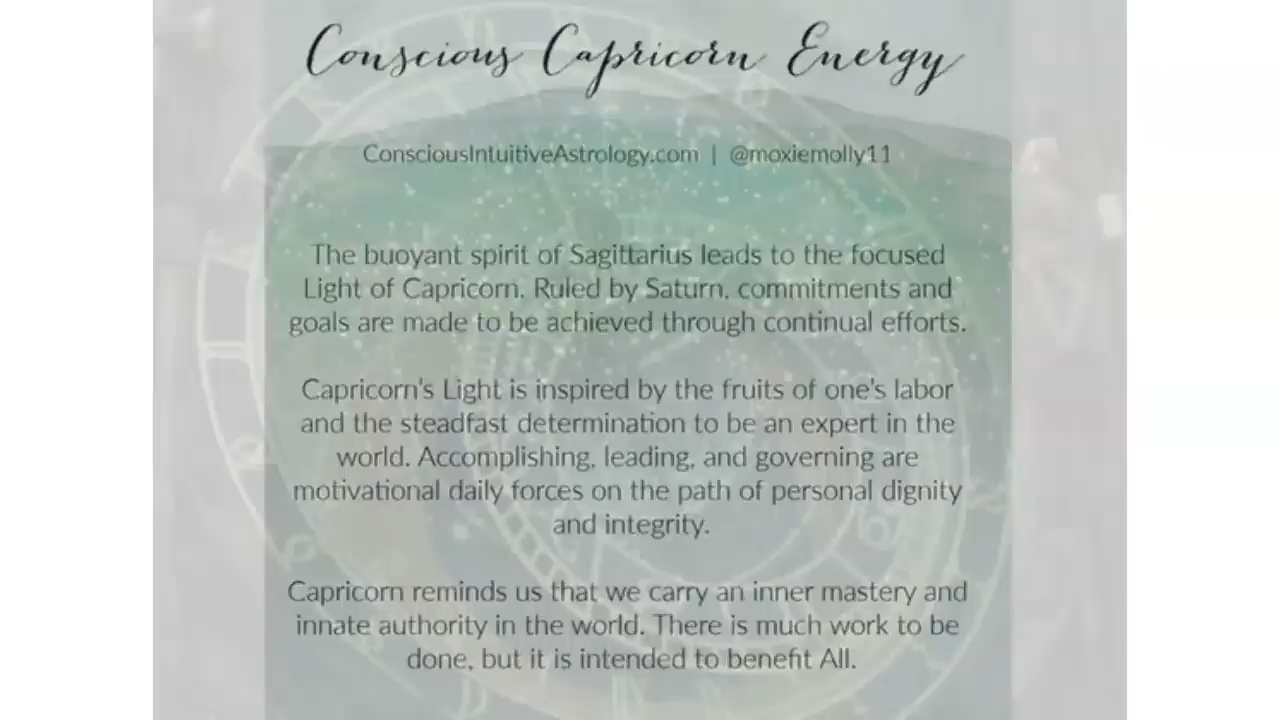 Conscious Capricorn Energy
ConsciousIntuitiveAstrology.com | @moxiemolly11
The buoyant spirit of Sagittarius leads to the focused
Light of Capricorn. Ruled by Saturn, commitments and
goals are made to be achieved through continual efforts.
Capricorn's Light is inspired by the fruits of one's labor
and the steadfast determination to be an expert in the
world. Accomplishing, leading, and governing are
motivational daily forces on the path of personal dignity
and integrity.
Capricorn reminds us that we carry an inner mastery and
innate authority in the world. There is much work to be
done, but it is intended to benefit All.